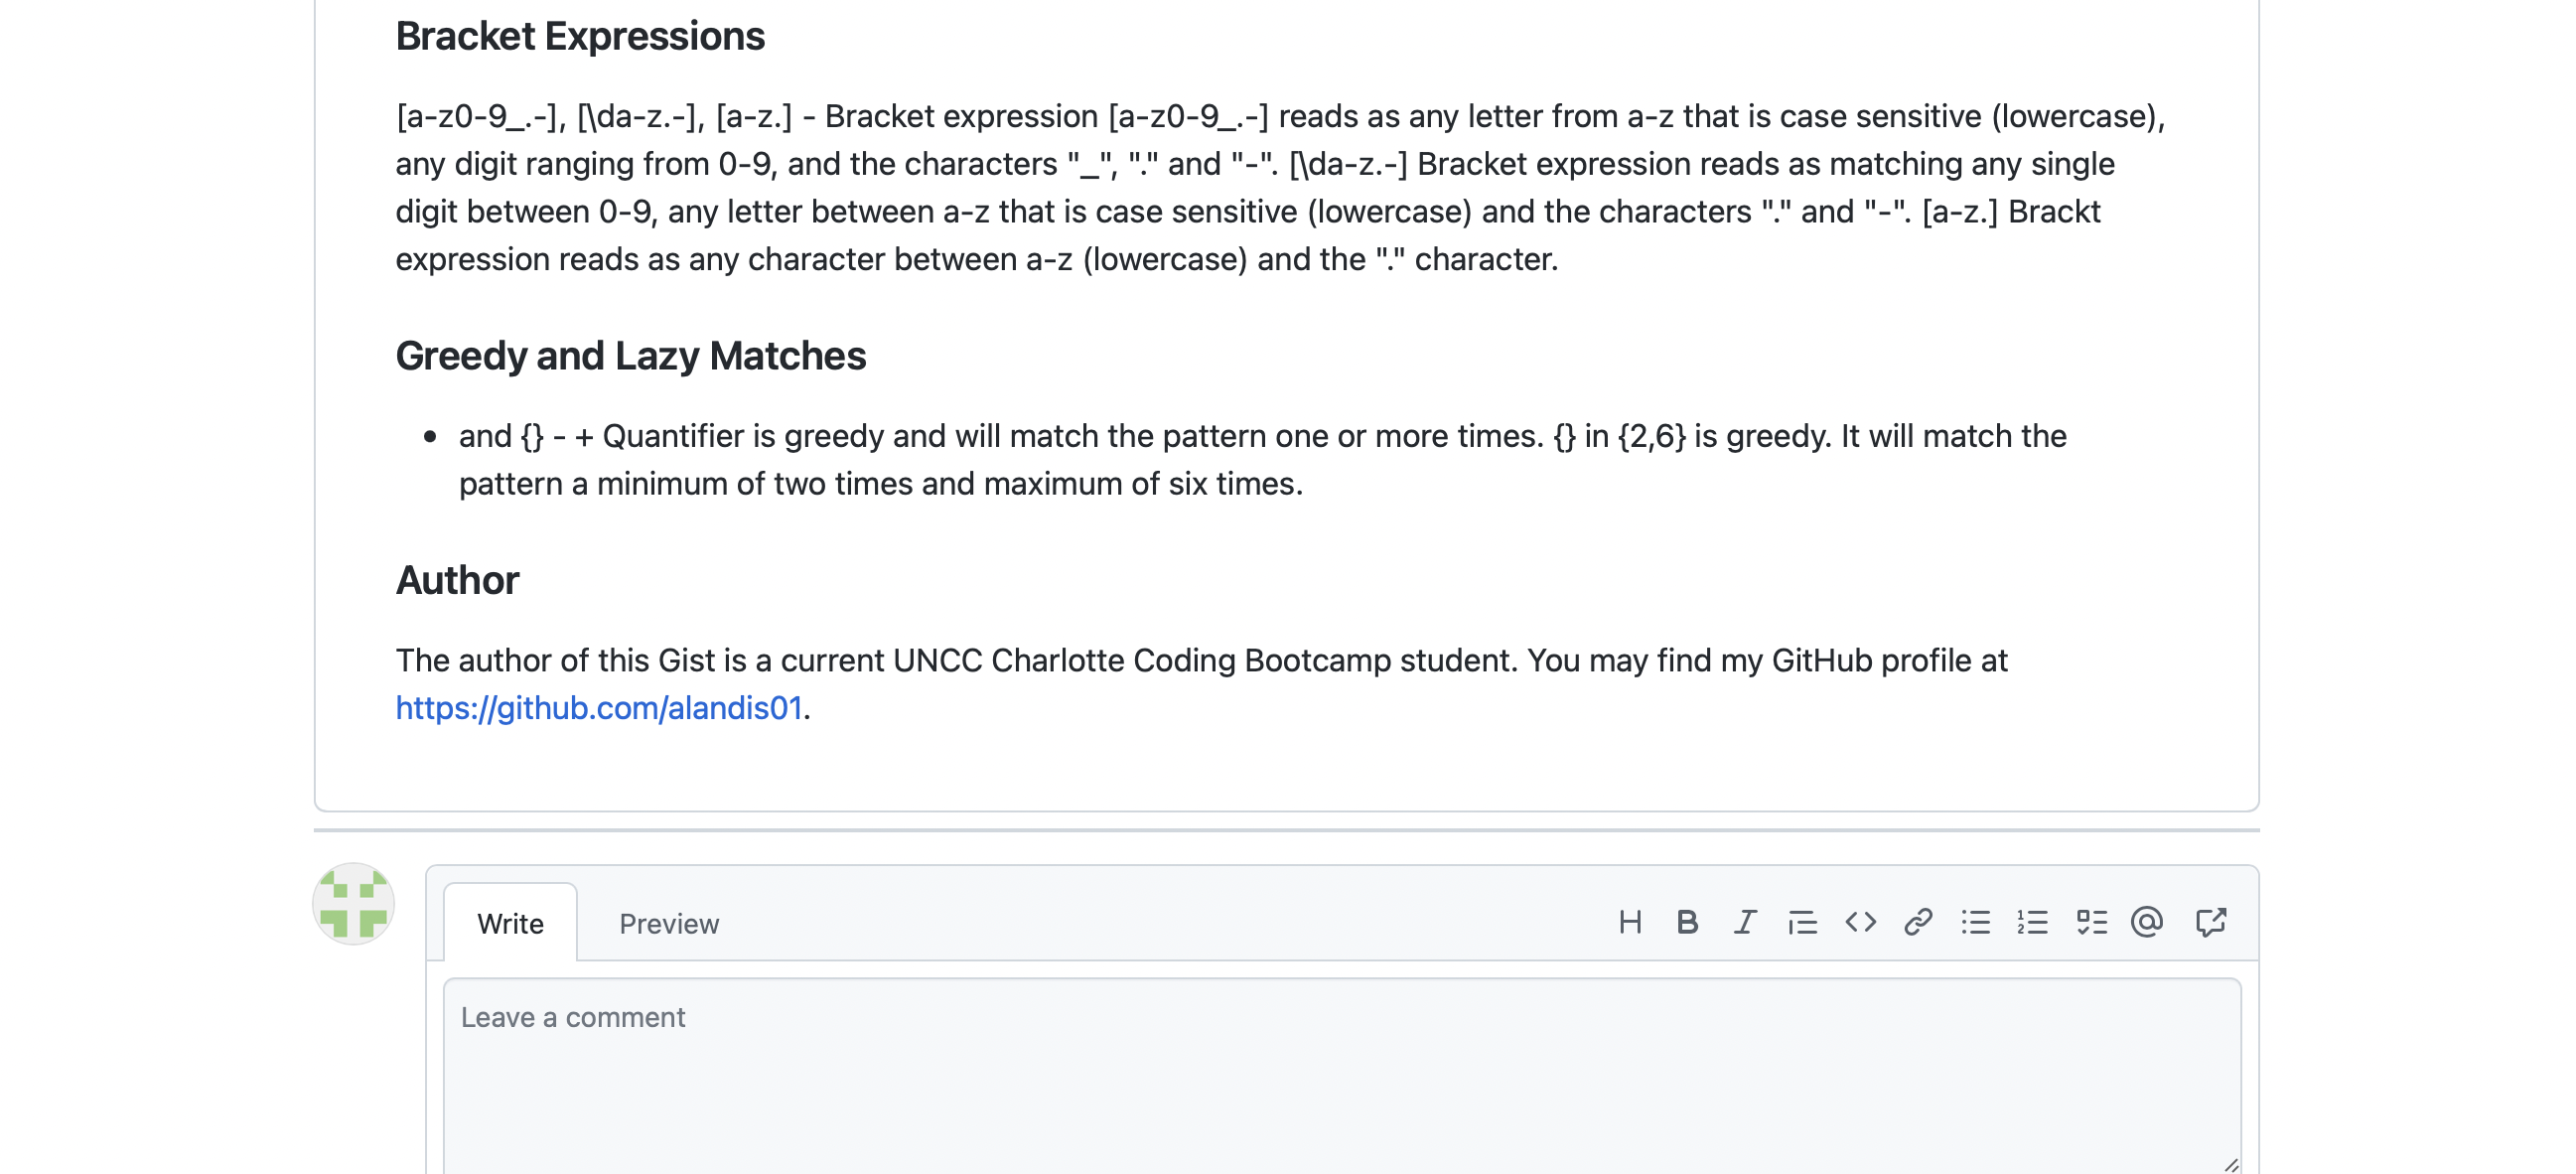 Bracket Expressions
[a-z0-9_.-], [\da-z.-], [a-z.] - Bracket expression [a-z0-9_.-] reads as any letter from a-z that is case sensitive (lowercase),
any digit ranging from 0-9, and the characters "_", "." and "-". [\da-z.-] Bracket expression reads as matching any single
digit between 0-9, any letter between a-z that is case sensitive (lowercase) and the characters "." and "-". [a-z.] Brackt
expression reads as any character between a-z (lowercase) and the "." character.
Greedy and Lazy Matches
• and {} - + Quantifier is greedy and will match the pattern one or more times. {} in {2,6} is greedy. It will match the
pattern a minimum of two times and maximum of six times.
Author
The author of this Gist is a current UNCC Charlotte Coding Bootcamp student. You may find my GitHub profile at
https://github.com/alandis01.
Write Preview
Leave a comment